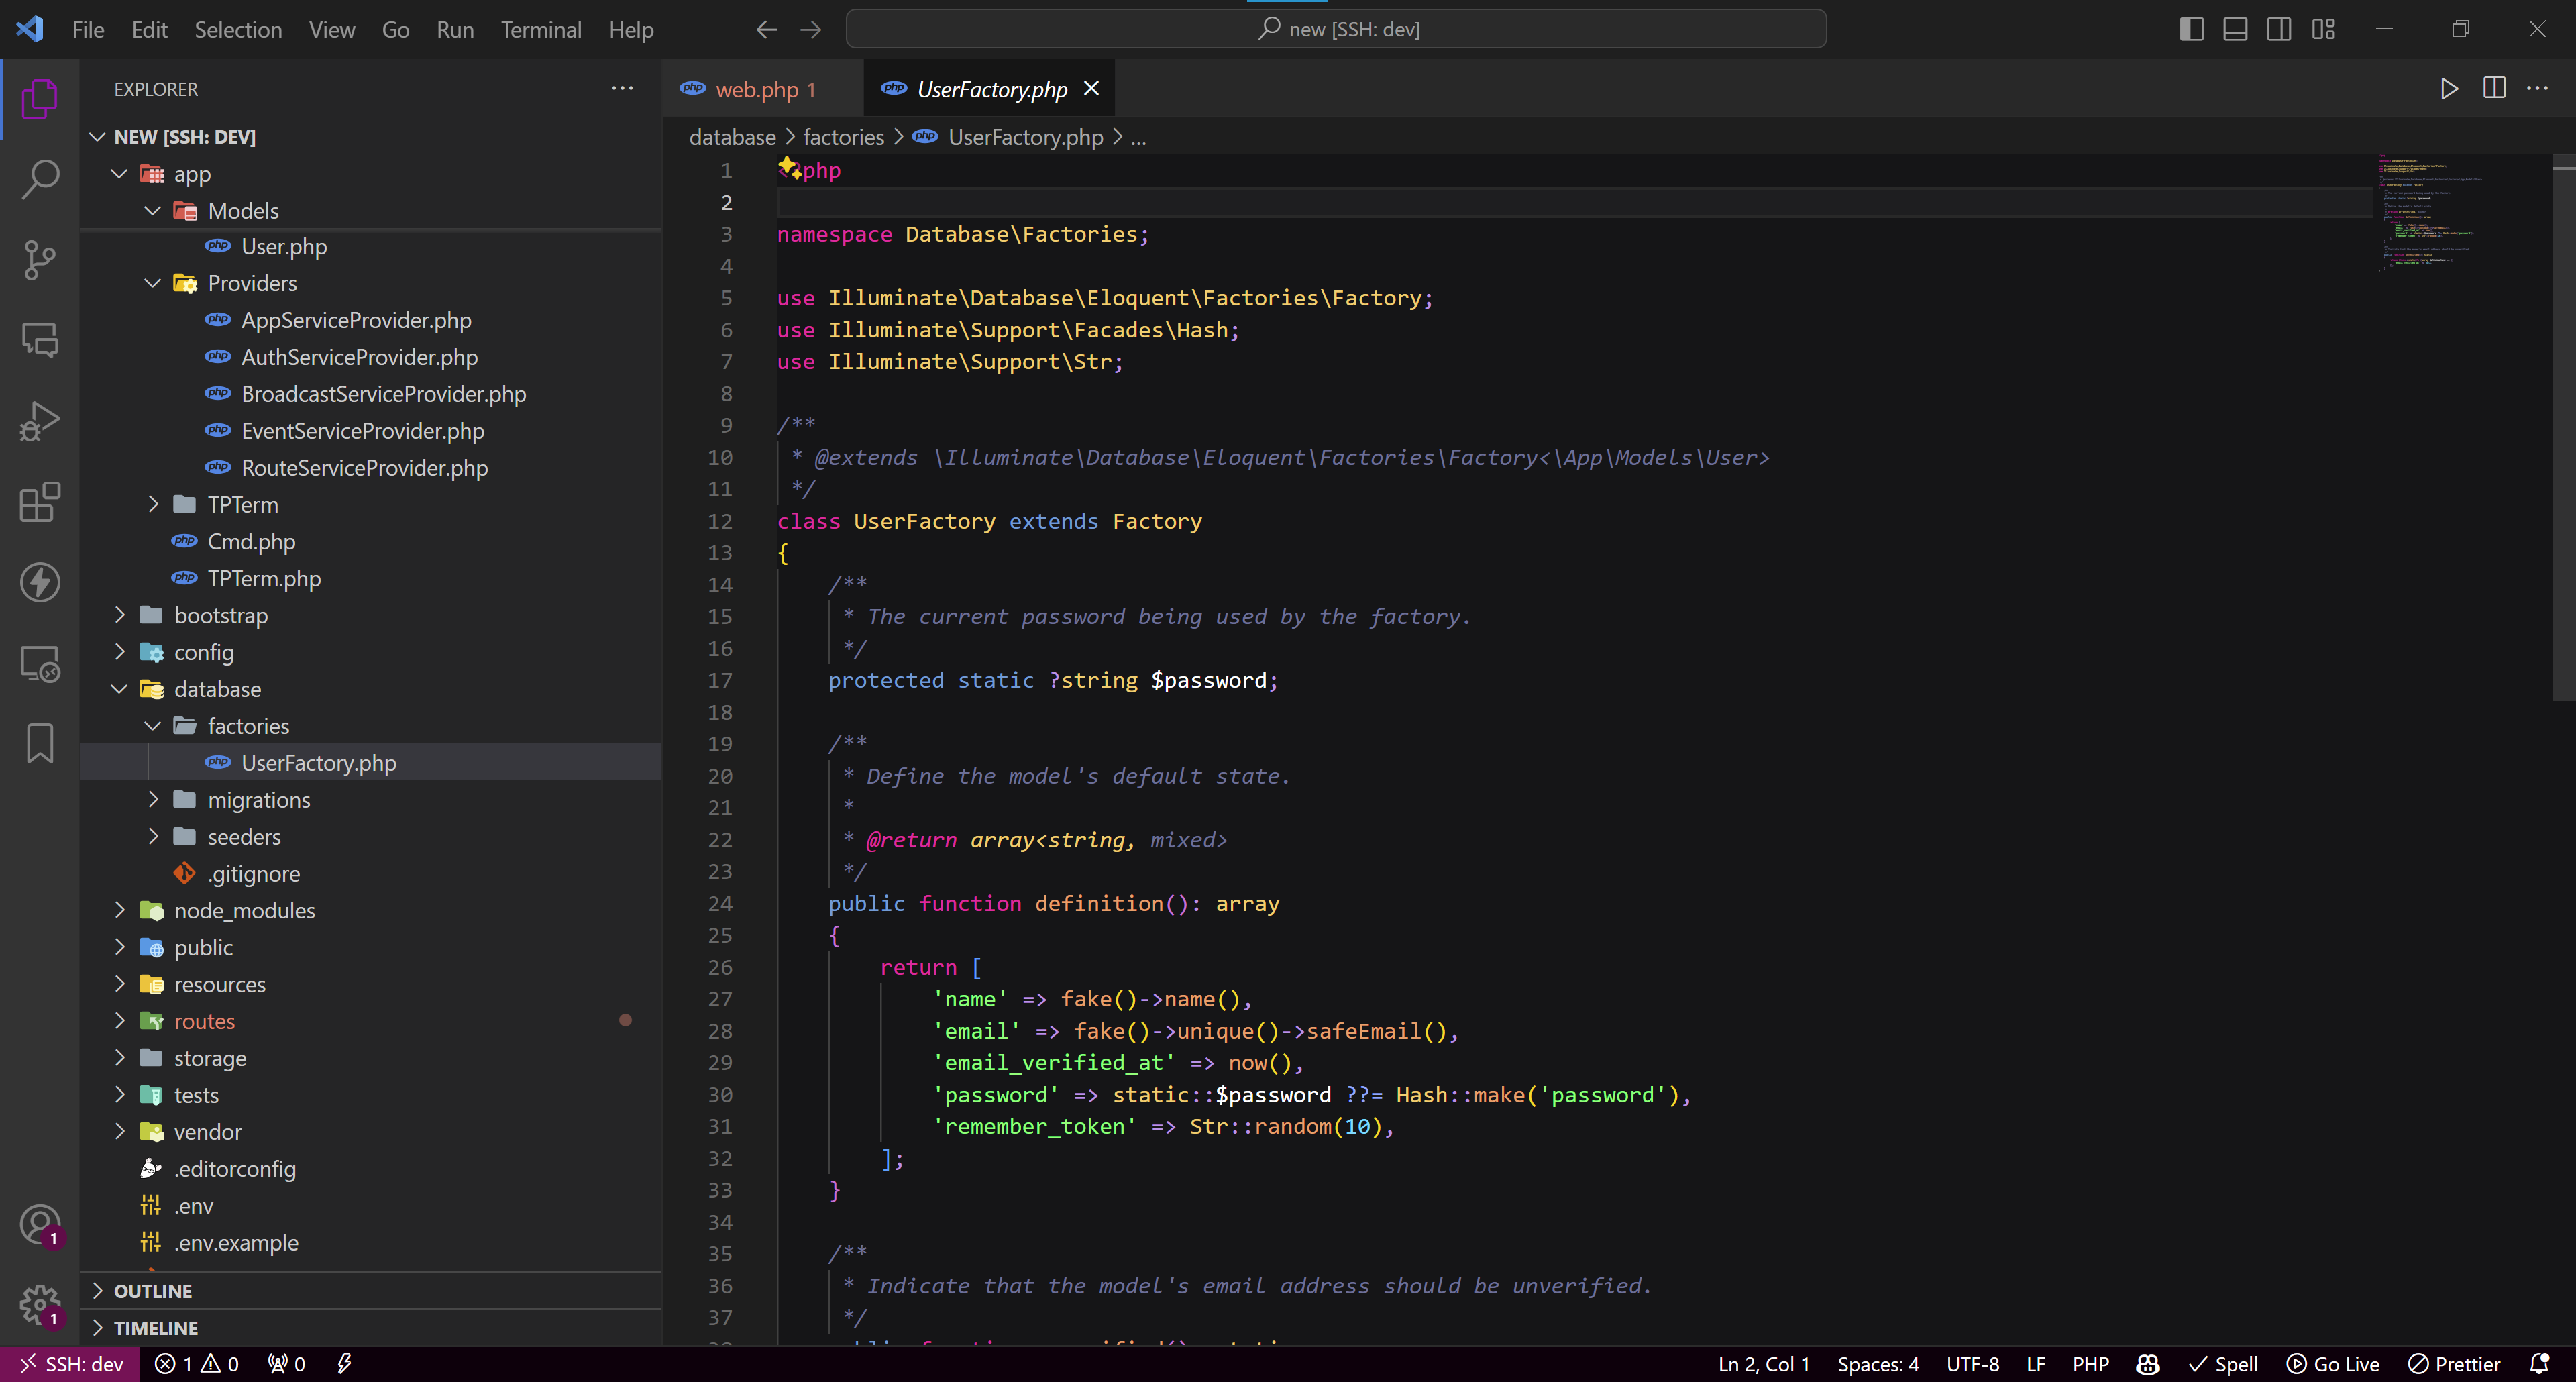 File Edit Selection View Go Run Terminal Help
new [SSH: dev]
EXPLORER
NEW [SSH: DEV]
app
Models
User.php
Providers
AppServiceProvider.php
AuthServiceProvider.php
BroadcastServiceProvider.php
EventServiceProvider.php
RouteServiceProvider.php
TPTerm
Cmd.php
TPTerm.php
bootstrap
config
database
factories
UserFactory.php
migrations
seeders
.gitignore
node_modules
public
resources
routes
storage
tests
vendor
.editorconfig
.env
.env.example
OUTLINE
TIMELINE
1
1
web.php 1
UserFactory.php
database > factories > UserFactory.php > ...
1 php
2
3 namespace Database\Factories;
4
5 use Illuminate\Database\Eloquent\Factories\Factory;
6 use Illuminate\Support\Facades\Hash;
7 use Illuminate\Support\Str;
8
9 /**
10 * @extends \Illuminate\Database\Eloquent\Factories\Factory<\App\Models\User>
11 */
12 class UserFactory extends Factory
13 {
14 /**
15 * The current password being used by the factory.
16 */
17 protected static ?string $password;
18
19 /**
20 * Define the model's default state.
21 *
22 * @return array<string, mixed>
23 */
24 public function definition(): array
25 {
26 return [
27 'name' => fake()->name(),
28 'email' => fake()->unique()->safeEmail(),
29 'email_verified_at' => now(),
30 'password' => static::$password ??= Hash::make('password'),
31 'remember_token' => Str::random(10),
32 ];
33 }
34
35 /**
36 * Indicate that the model's email address should be unverified.
37 */
SSH: dev 1 0 0 Ln 2, Col 1 Spaces: 4 UTF-8 LF PHP Spell Go Live Prettier